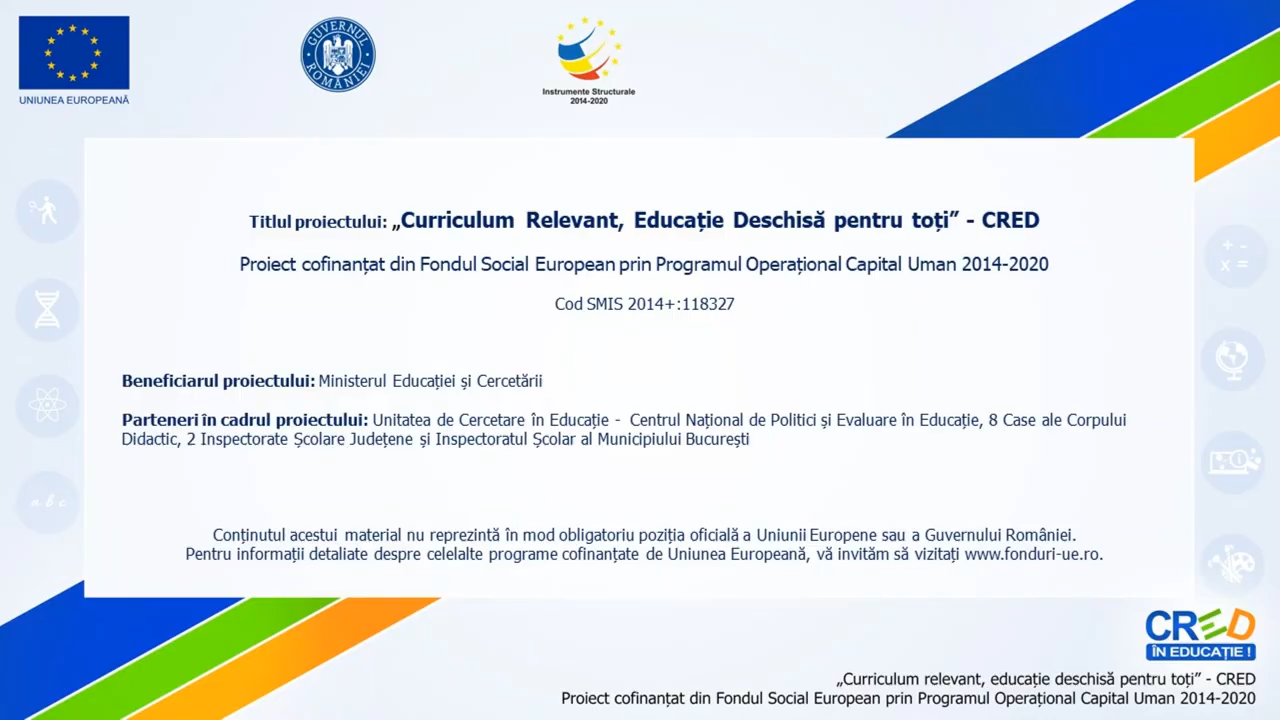 UNIUNEA EUROPEANĂ
GUVERNUL ROMÂNIEI
Instrumente Structurale
2014-2020
Titlul proiectului: „Curriculum Relevant, Educație Deschisă pentru toți” - CRED
Proiect cofinanțat din Fondul Social European prin Programul Operațional Capital Uman 2014-2020
Cod SMIS 2014+:118327
Beneficiarul proiectului: Ministerul Educației și Cercetării
Parteneri în cadrul proiectului: Unitatea de Cercetare în Educație - Centrul Național de Politici și Evaluare în Educație, 8 Case ale Corpului
Didactic, 2 Inspectorate Școlare Județene și Inspectoratul Școlar al Municipiului București
Conținutul acestui material nu reprezintă în mod obligatoriu poziția oficială a Uniunii Europene sau a Guvernului României.
Pentru informații detaliate despre celelalte programe cofinanțate de Uniunea Europeană, vă invităm să vizitați www.fonduri-ue.ro.
+ -
x =
a b c
CRED
ÎN EDUCAȚIE !
„Curriculum relevant, educație deschisă pentru toți” - CRED
Proiect cofinanțat din Fondul Social European prin Programul Operațional Capital Uman 2014-2020